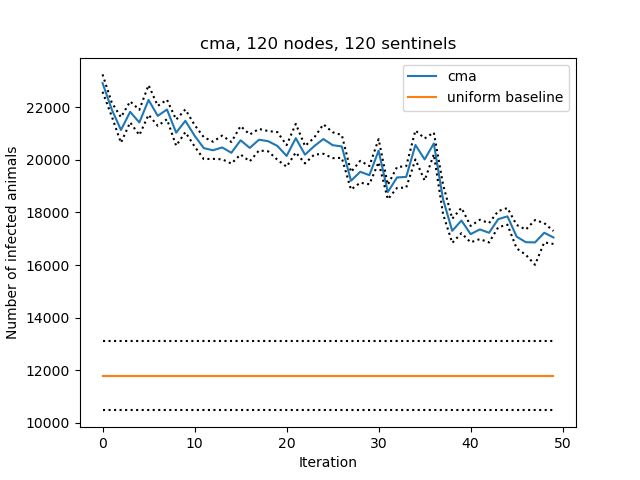 cma, 120 nodes, 120 sentinels
cma
uniform baseline
Number of infected animals
22000
20000
18000
16000
14000
12000
10000
0 10 20 30 40 50
Iteration